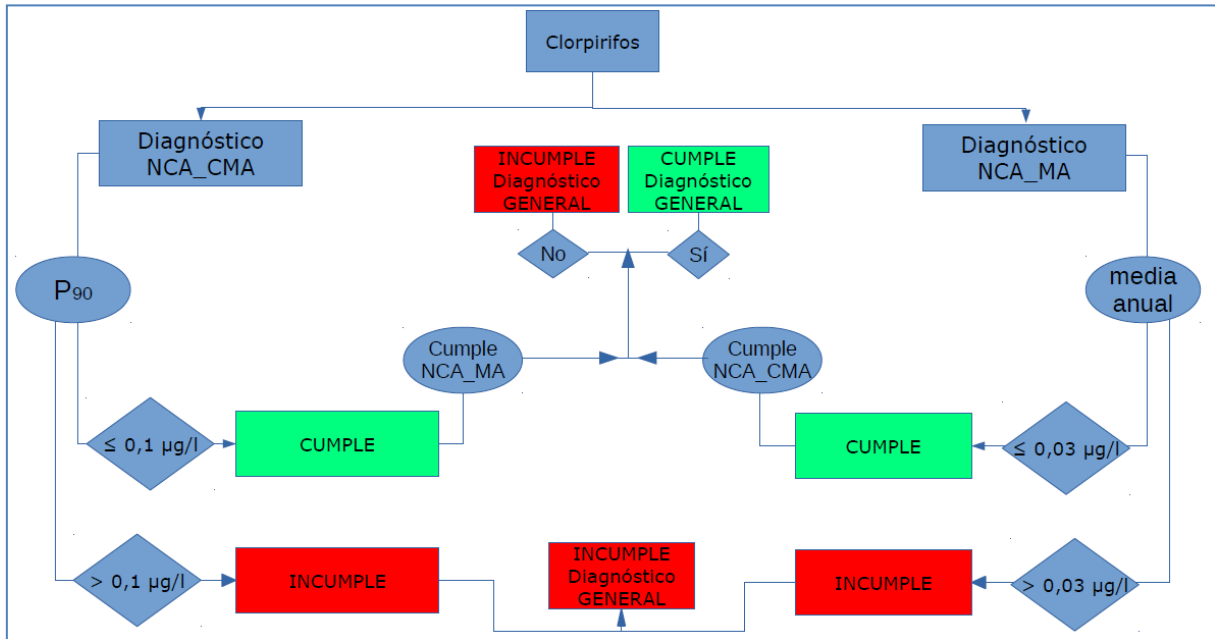 Clorpirifos
Diagnóstico
NCA_CMA
Diagnóstico
NCA_MA
INCUMPLE
Diagnóstico
GENERAL
CUMPLE
Diagnóstico
GENERAL
No
Sí
P90
media
anual
Cumple
NCA_MA
Cumple
NCA_CMA
≤ 0,1 µg/l
CUMPLE
CUMPLE
≤ 0,03 µg/l
> 0,1 µg/l
INCUMPLE
INCUMPLE
Diagnóstico
GENERAL
INCUMPLE
> 0,03 µg/l